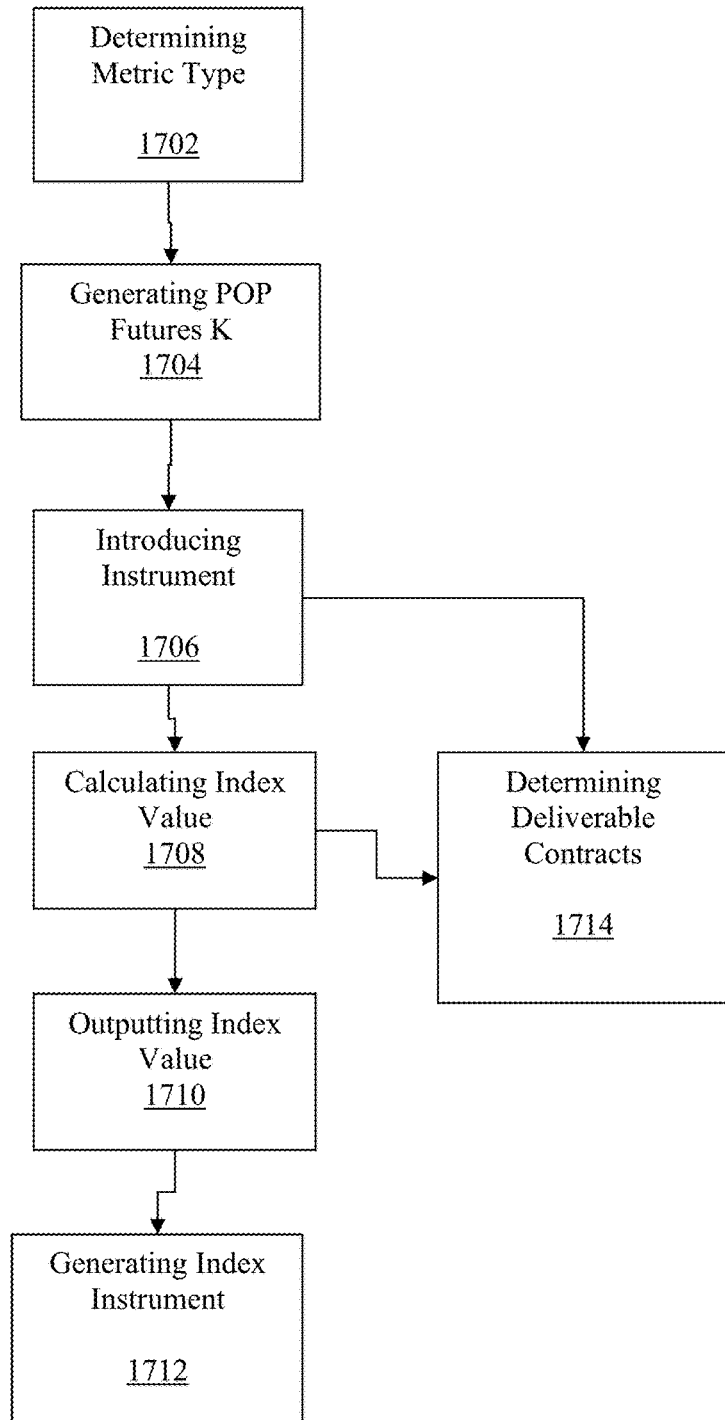 Determining
Metric Type
1702
Generating POP
Futures K
1704
Introducing
Instrument
1706
Calculating Index
Value
1708
Determining
Deliverable
Contracts
1714
Outputting Index
Value
1710
Generating Index
Instrument
1712